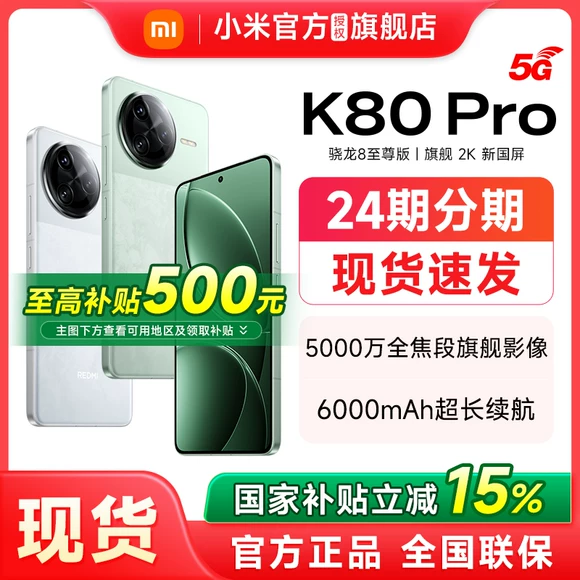 mi 小米官方授权旗舰店
5G
K80 Pro
骁龙8至尊版 | 旗舰 2K 新国屏
24期分期
现货速发
至高补贴500元
主图下方查看可用地区及领取补贴
5000万全焦段旗舰影像
6000mAh超长续航
REDMI
国家补贴立减15%
现货
官方正品 全国联保